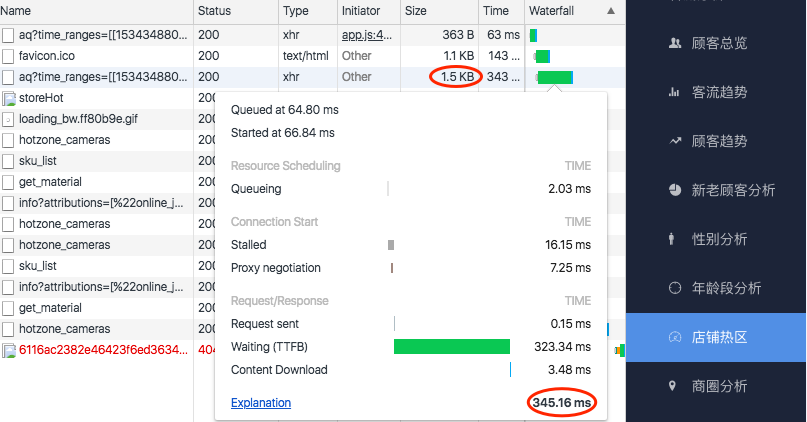 Name Status Type Initiator Size Time Waterfall
aq?time_ranges=[[153434880... 200 xhr app.js:4... 363 B 63 ms
favicon.ico 200 text/html Other 1.1 KB 143 ...
aq?time_ranges=[[153434880... 200 xhr Other 1.5 KB 343 ...
storeHot 200
loading_bw.ff80b9e.gif 200
hotzone_cameras 200
sku_list 200
get_material 200
info?attributes=[%22online_j... 200
hotzone_cameras 200
hotzone_cameras 200
sku_list 200
info?attributes=[%22online_j... 200
get_material 200
hotzone_cameras 200
6116ac2382e46423f6ed3634... 404
Queued at 64.80 ms
Started at 66.84 ms
Resource Scheduling TIME
Queueing 2.03 ms
Connection Start TIME
Stalled 16.15 ms
Proxy negotiation 7.25 ms
Request/Response TIME
Request sent 0.15 ms
Waiting (TTFB) 323.34 ms
Content Download 3.48 ms
Explanation 345.16 ms
顾客总览
客流趋势
顾客趋势
新老顾客分析
性别分析
年龄段分析
店铺热区
商圈分析